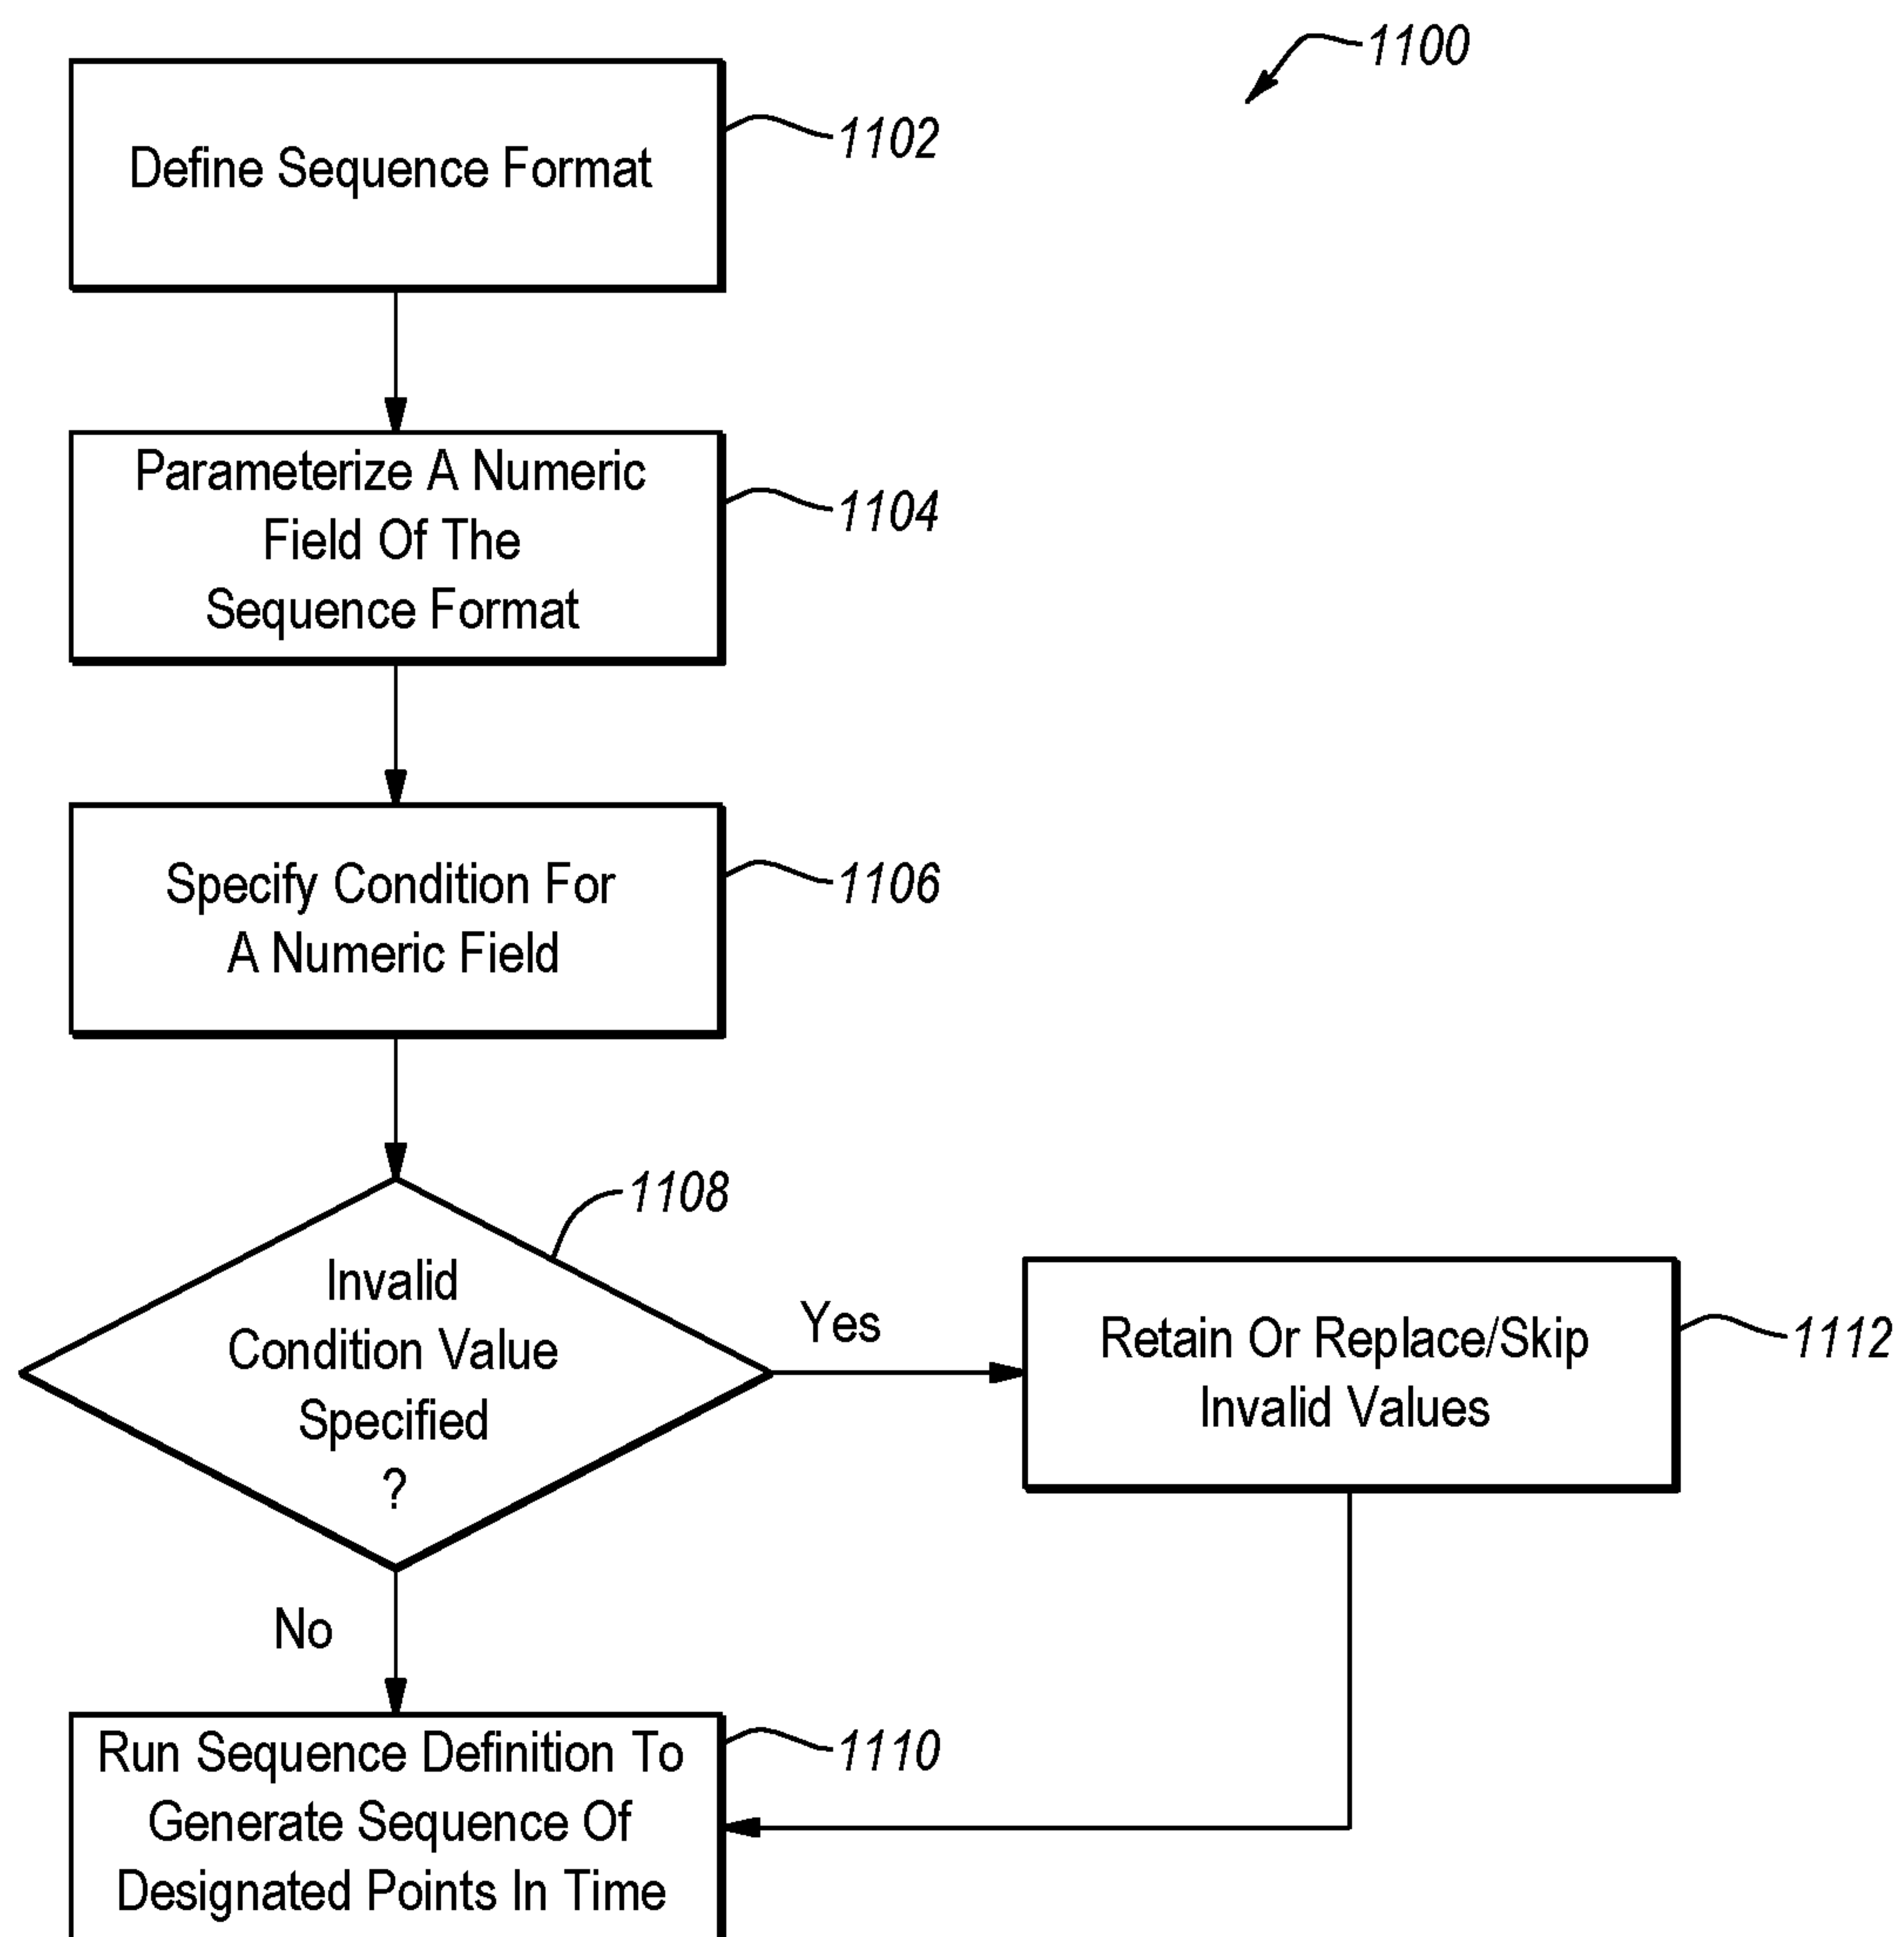 1100
Define Sequence Format
1102
Parameterize A Numeric
Field Of The
Sequence Format
1104
Specify Condition For
A Numeric Field
1106
1108
Invalid
Condition Value
Specified
?
Yes
Retain Or Replace/Skip
Invalid Values
1112
No
Run Sequence Definition To
Generate Sequence Of
Designated Points In Time
1110